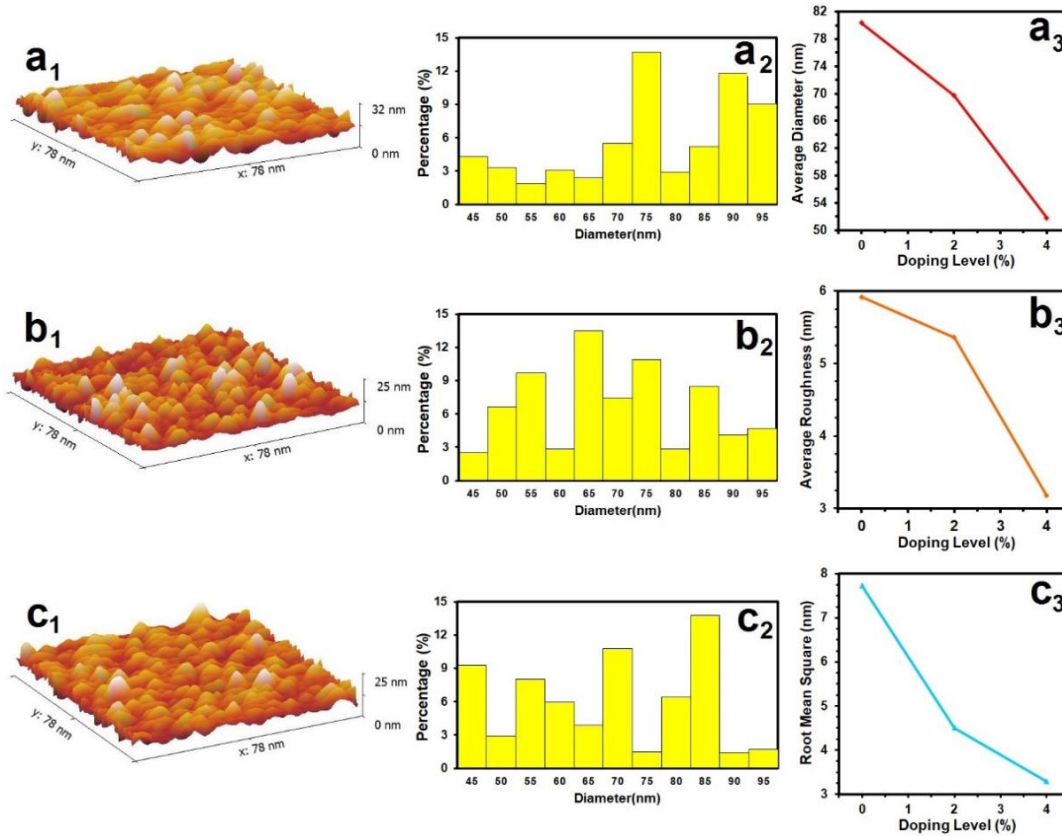 a1
32 nm
0 nm
y: 78 nm
x: 78 nm
a2
Percentage (%)
15
12
9
6
3
0
45 50 55 60 65 70 75 80 85 90 95
Diameter(nm)
a3
Average Diameter (nm)
82
78
74
70
66
62
58
54
50
0 1 2 3 4
Doping Level (%)
b1
25 nm
0 nm
y: 78 nm
x: 78 nm
b2
Percentage (%)
15
12
9
6
3
0
45 50 55 60 65 70 75 80 85 90 95
Diameter(nm)
b3
Average Roughness (nm)
6
5
4
3
0 1 2 3 4
Doping Level (%)
c1
25 nm
0 nm
y: 78 nm
x: 78 nm
c2
Percentage (%)
15
12
9
6
3
0
45 50 55 60 65 70 75 80 85 90 95
Diameter(nm)
c3
Root Mean Square (nm)
8
7
6
5
4
3
0 1 2 3 4
Doping Level (%)